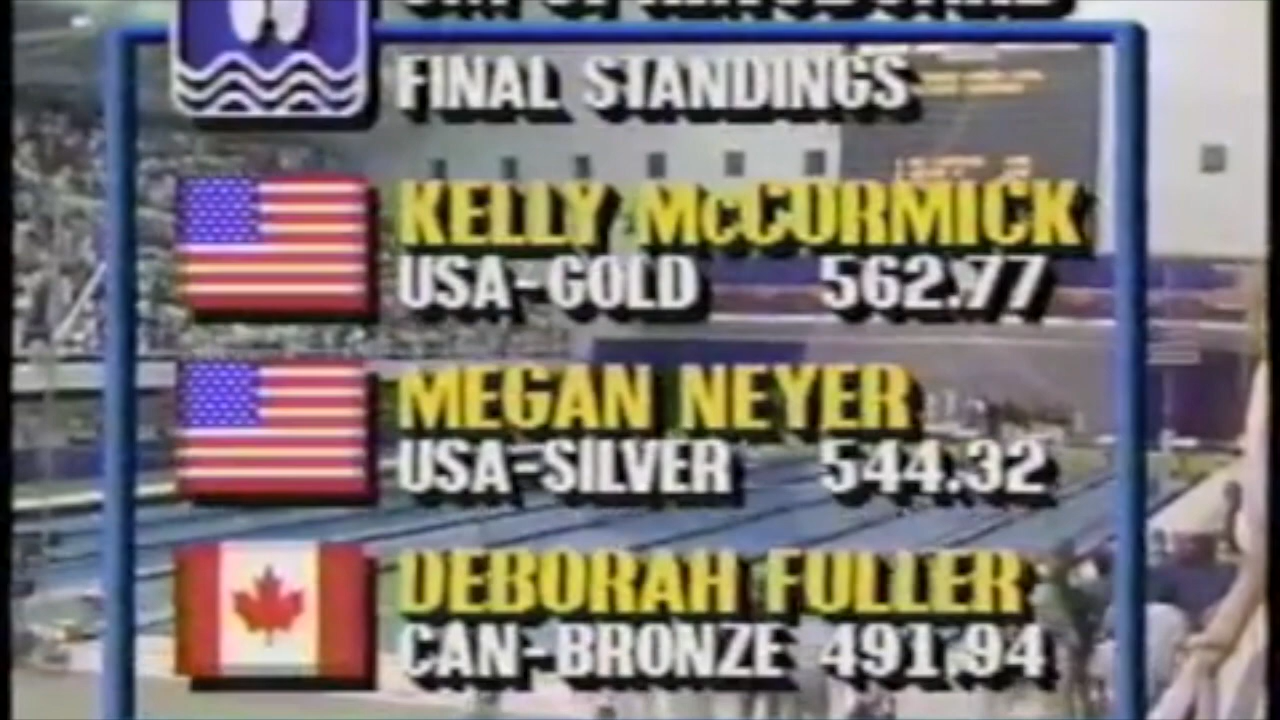 FINAL STANDINGS
KELLY McCORMICK
USA-GOLD 562.77
MEGAN NEYER
USA-SILVER 544.32
DEBORAH FULLER
CAN-BRONZE 491.94